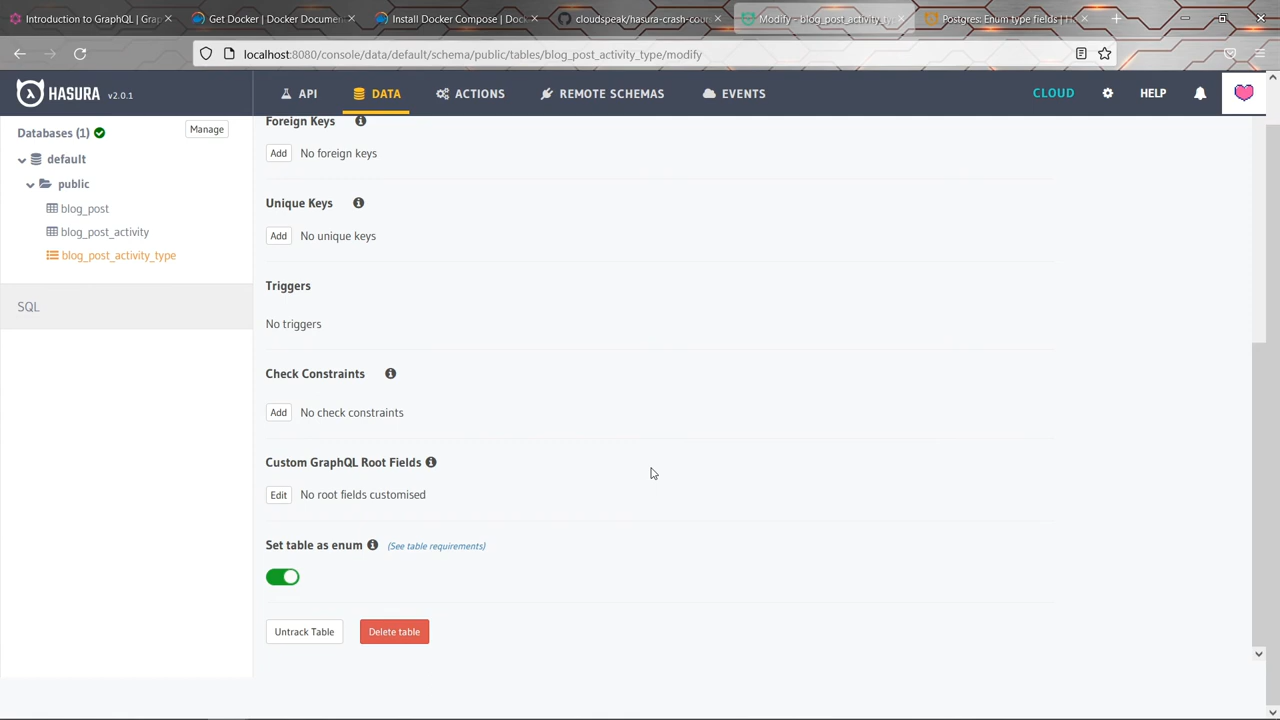 Introduction to GraphQL | Grap
Get Docker | Docker Documen
Install Docker Compose | Doc
cloudspeak/hasura-crash-cour
Modify - blog_post_activity_ty
Postgres: Enum type fields | H
localhost:8080/console/data/default/schema/public/tables/blog_post_activity_type/modify
HASURA v2.0.1
API
DATA
ACTIONS
REMOTE SCHEMAS
EVENTS
CLOUD
HELP
Databases (1)
Manage
default
public
blog_post
blog_post_activity
blog_post_activity_type
SQL
Foreign Keys
Add No foreign keys
Unique Keys
Add No unique keys
Triggers
No triggers
Check Constraints
Add No check constraints
Custom GraphQL Root Fields
Edit No root fields customised
Set table as enum (See table requirements)
Untrack Table Delete table